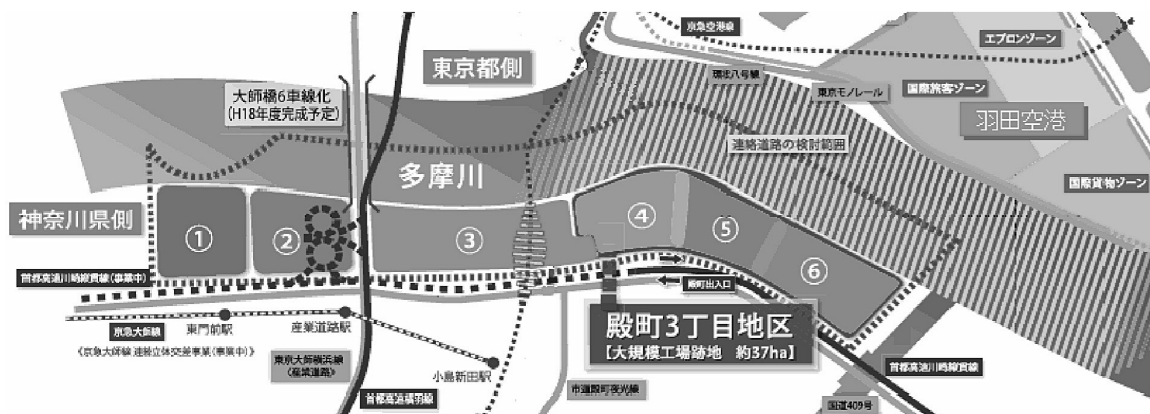 京急空港線
エプロンゾーン
東京都側
環状八号線
東京モノレール
国際旅客ゾーン
羽田空港
大師橋6車線化
(H18年度完成予定)
連絡道路の検討範囲
多摩川
国際貨物ゾーン
神奈川県側
①
②
③
④
⑤
⑥
首都高速川崎縦貫線(事業中)
殿町出入口
京急大師線
東門前駅
産業道路駅
《京急大師線 連続立体交差事業(事業中)》
殿町3丁目地区
【大規模工場跡地 約37ha】
東京大師横浜線
(産業道路)
小島新田駅
首都高速横羽線
市道殿町夜光線
首都高速川崎縦貫線
国道409号